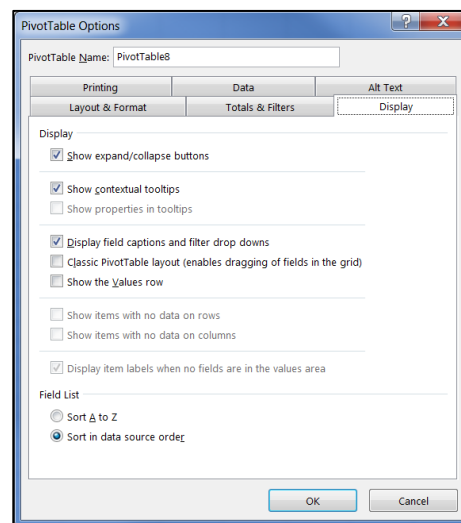 PivotTable Options
PivotTable Name: PivotTable8
Printing Data Alt Text
Layout & Format Totals & Filters Display
Display
Show expand/collapse buttons
Show contextual tooltips
Show properties in tooltips
Display field captions and filter drop downs
Classic PivotTable layout (enables dragging of fields in the grid)
Show the Values row
Show items with no data on rows
Show items with no data on columns
Display item labels when no fields are in the values area
Field List
Sort A to Z
Sort in data source order
OK Cancel